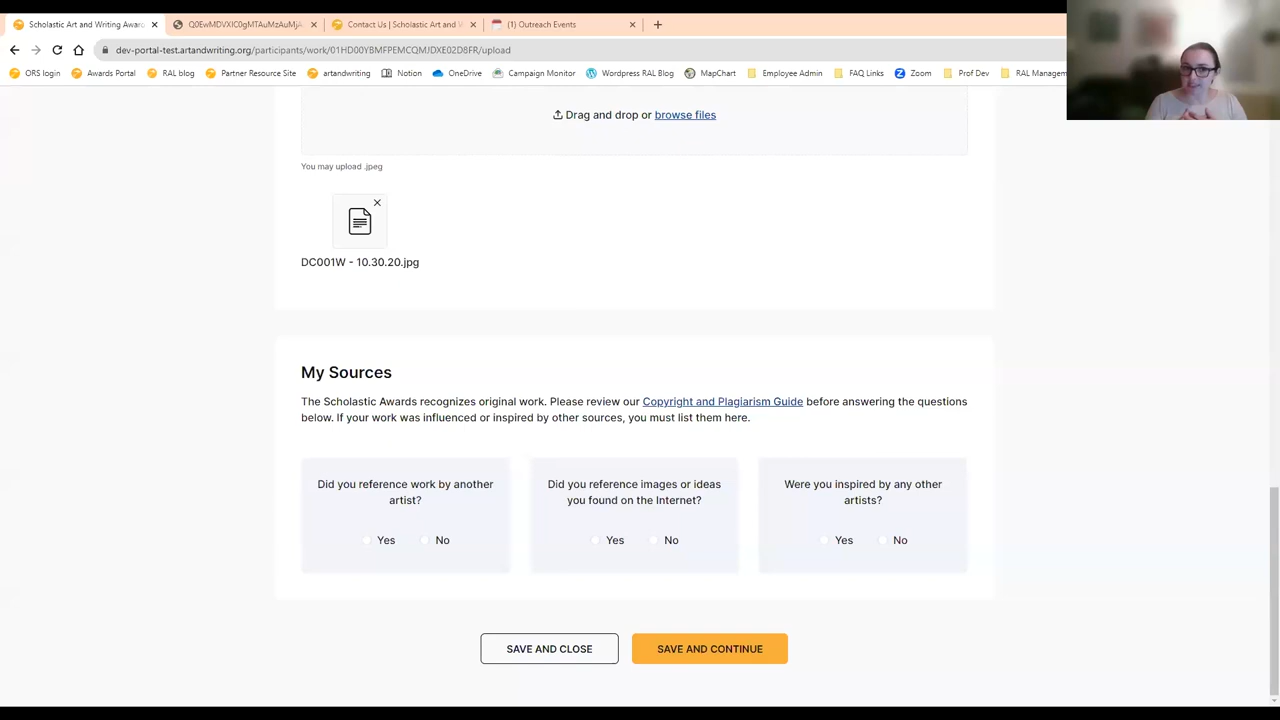 Scholastic Art and Writing Awar
Q0EwMDVXIC0gMTAuMzAuMjA
Contact Us | Scholastic Art and W
(1) Outreach Events
dev-portal-test.artandwriting.org/participants/work/01HD00YBMFPEMCQMJDXE02D8FR/upload
ORS login
Awards Portal
RAL blog
Partner Resource Site
artandwriting
Notion
OneDrive
Campaign Monitor
Wordpress RAL Blog
MapChart
Employee Admin
FAQ Links
Zoom
Prof Dev
RAL Managem
Drag and drop or browse files
You may upload .jpeg
DC001W - 10.30.20.jpg
My Sources
The Scholastic Awards recognizes original work. Please review our Copyright and Plagiarism Guide before answering the questions
below. If your work was influenced or inspired by other sources, you must list them here.
Did you reference work by another
artist?
Yes No
Did you reference images or ideas
you found on the Internet?
Yes No
Were you inspired by any other
artists?
Yes No
SAVE AND CLOSE
SAVE AND CONTINUE